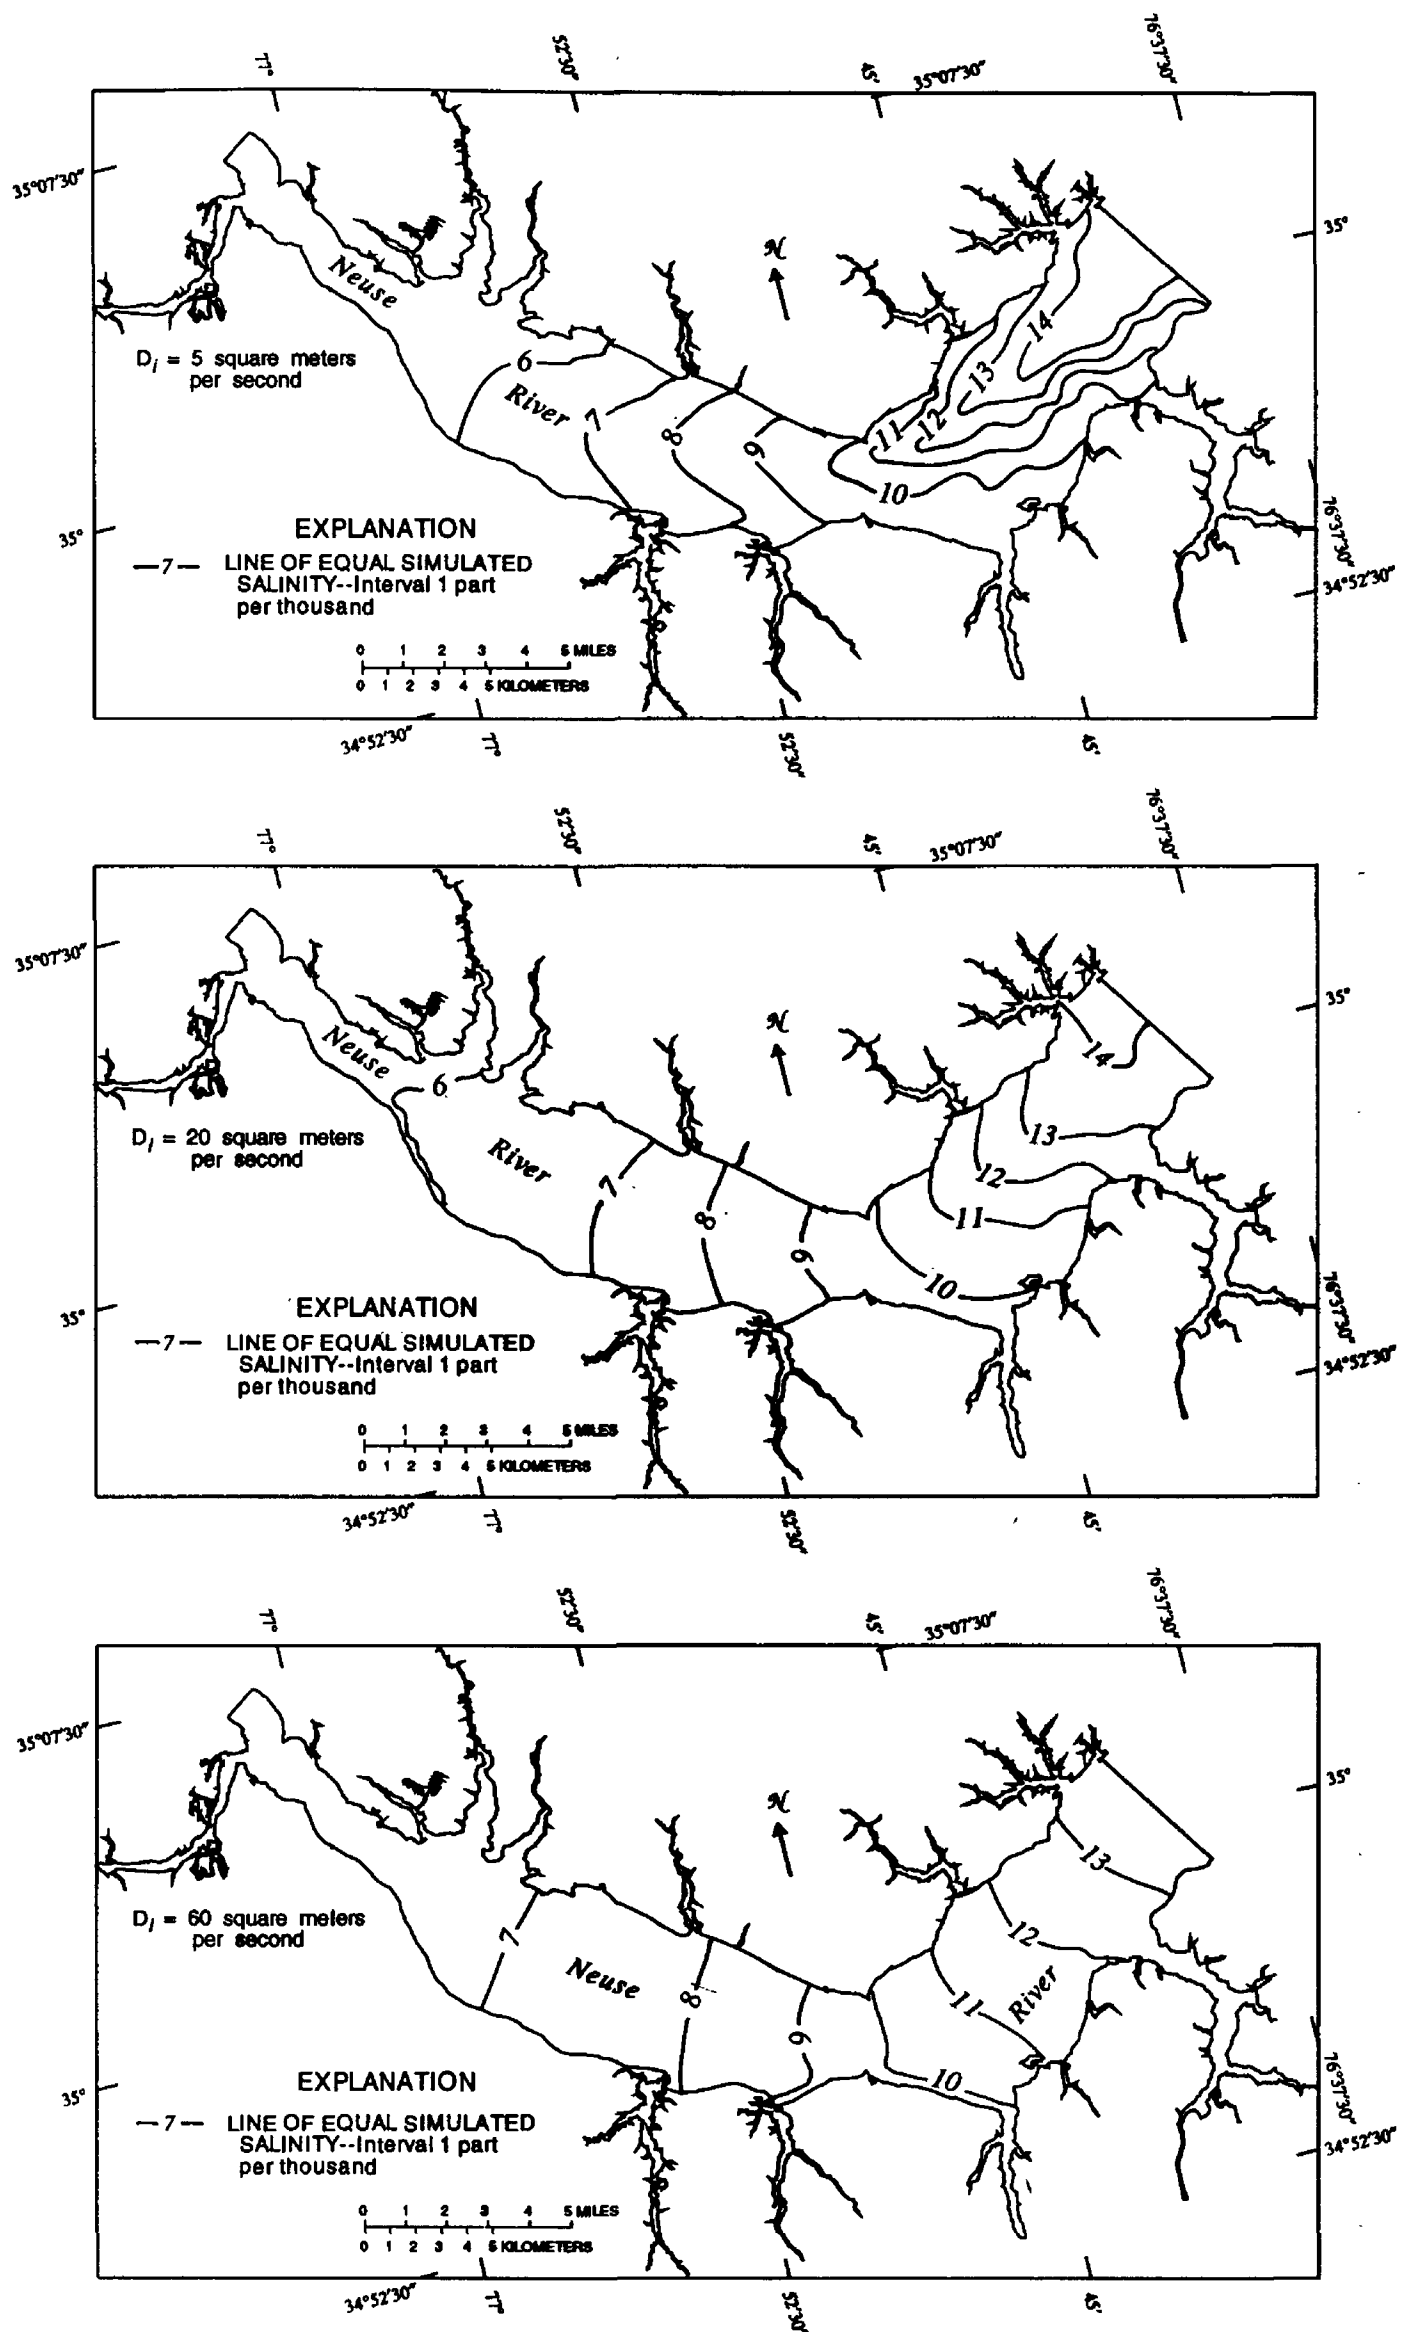 77°
52'30"
45'
35°07'30"
76°37'30"
35°07'30"
35°
N
Neuse
14
D_i = 5 square meters
per second
6
River
13
7
8
9
11
12
10
EXPLANATION
35°
—7— LINE OF EQUAL SIMULATED
SALINITY--Interval 1 part
per thousand
76°37'30"
34°52'30"
0 1 2 3 4 5 MILES
0 1 2 3 4 5 KILOMETERS
34°52'30"
77°
52'30"
45'
77°
52'30"
45'
35°07'30"
76°37'30"
35°07'30"
35°
N
Neuse
14
6
D_i = 20 square meters
per second
River
13
12
7
8
11
9
10
EXPLANATION
35°
—7— LINE OF EQUAL SIMULATED
SALINITY--Interval 1 part
per thousand
76°37'30"
34°52'30"
0 1 2 3 4 5 MILES
0 1 2 3 4 5 KILOMETERS
34°52'30"
77°
52'30"
45'
77°
52'30"
45'
35°07'30"
76°37'30"
35°07'30"
35°
N
13
D_i = 60 square meters
per second
7
12
Neuse
8
11
River
9
10
EXPLANATION
35°
—7— LINE OF EQUAL SIMULATED
SALINITY--Interval 1 part
per thousand
76°37'30"
34°52'30"
0 1 2 3 4 5 MILES
0 1 2 3 4 5 KILOMETERS
34°52'30"
77°
52'30"
45'